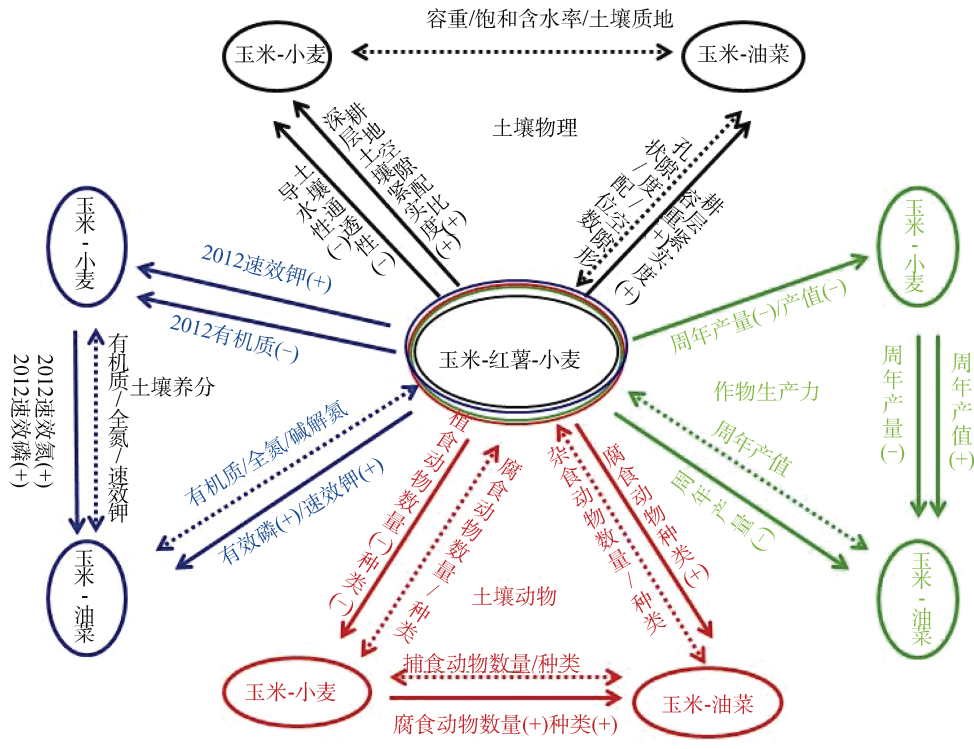 容重/饱和含水率/土壤质地
玉米-小麦
玉米-油菜
土壤物理
深层土壤紧实度(+)
耕地空隙配比(+)
导水性(-)
土壤通透性(-)
孔隙度/空隙形
状/配位数
耕层紧实度(+)
容重(+)
玉米-小麦
2012速效钾(+)
2012有机质(-)
玉米-红薯-小麦
周年产量(-)/产值(-)
玉米-小麦
2012速效氮(+)
2012速效磷(+)
有机质/全氮/速效钾
土壤养分
有机质/全氮/碱解氮
有效磷(+)/速效钾(+)
作物生产力
周年产值
周年产量(-)
周年产量(-)
周年产值(+)
玉米-油菜
植食动物数量(-)种类(-)
腐食动物数量/种类
杂食动物数量/种类
腐食动物种类(+)
土壤动物
玉米-油菜
玉米-小麦
捕食动物数量/种类
腐食动物数量(+)种类(+)
玉米-油菜